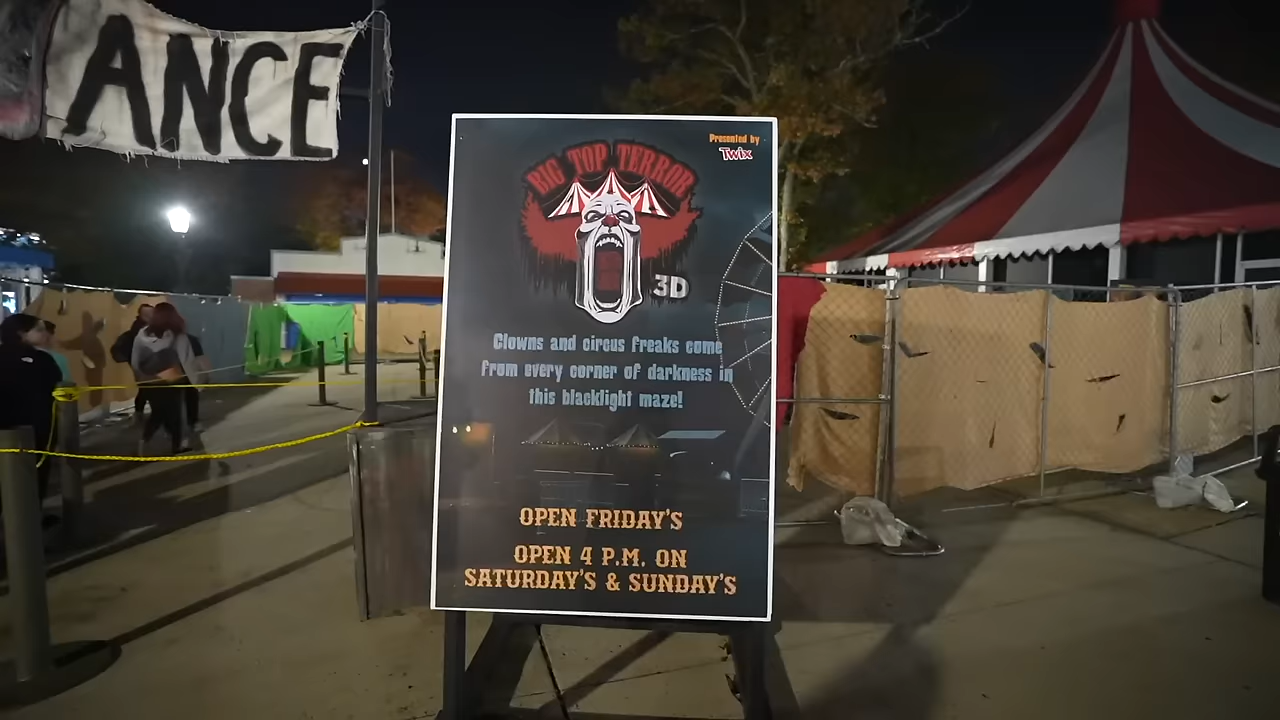 ANCE
Presented by
Twix
BIG TOP TERROR
3D
Clowns and circus freaks come
from every corner of darkness in
this blacklight maze!
OPEN FRIDAY'S
OPEN 4 P.M. ON
SATURDAY'S & SUNDAY'S